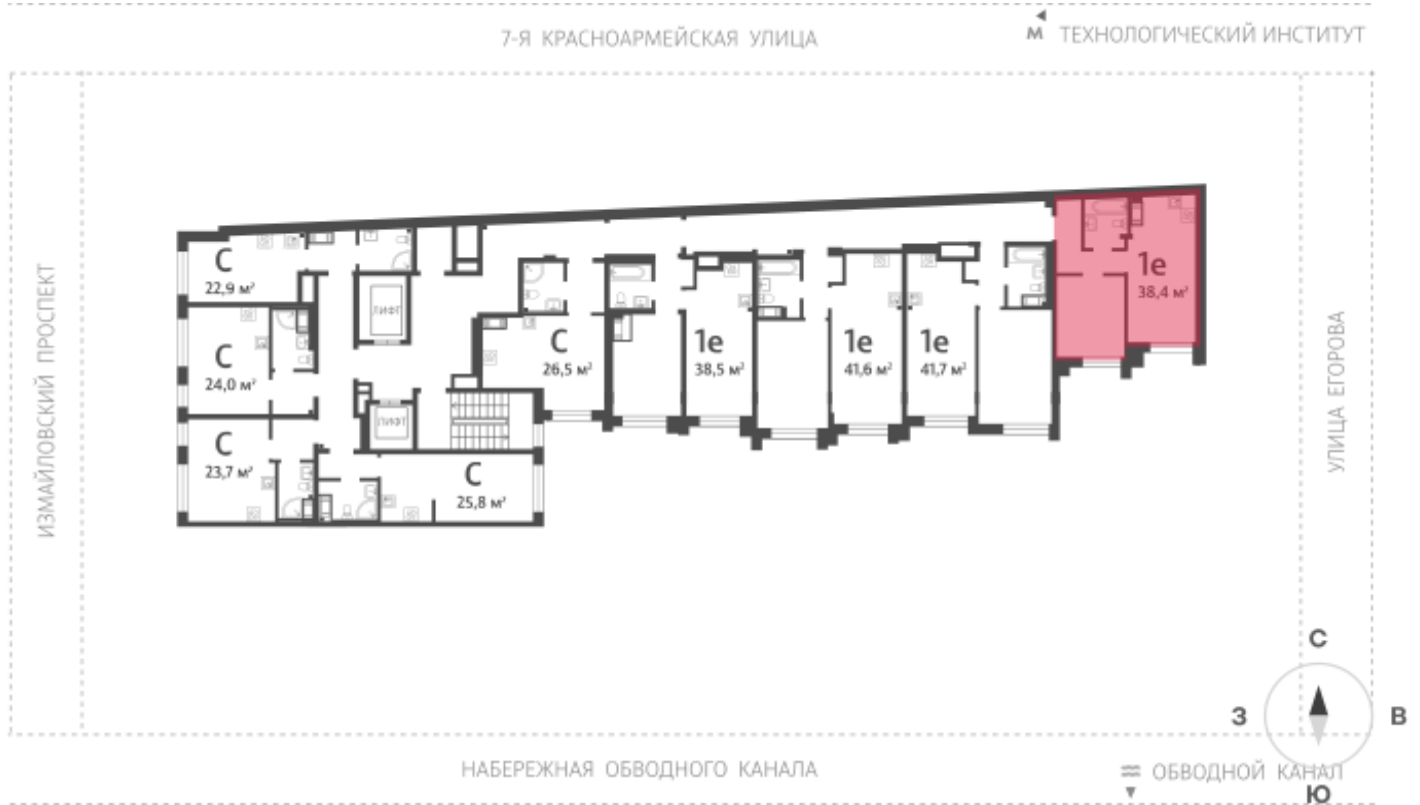 7-Я КРАСНОАРМЕЙСКАЯ УЛИЦА
М ТЕХНОЛОГИЧЕСКИЙ ИНСТИТУТ
ИЗМАЙЛОВСКИЙ ПРОСПЕКТ
С
22,9 м²
ЛИФТ
С
24,0 м²
С
26,5 м²
1е
38,5 м²
1е
41,6 м²
1е
41,7 м²
1е
38,4 м²
ЛИФТ
С
23,7 м²
С
25,8 м²
УЛИЦА ЕГОРОВА
С
З
В
Ю
НАБЕРЕЖНАЯ ОБВОДНОГО КАНАЛА
ОБВОДНОЙ КАНАЛ